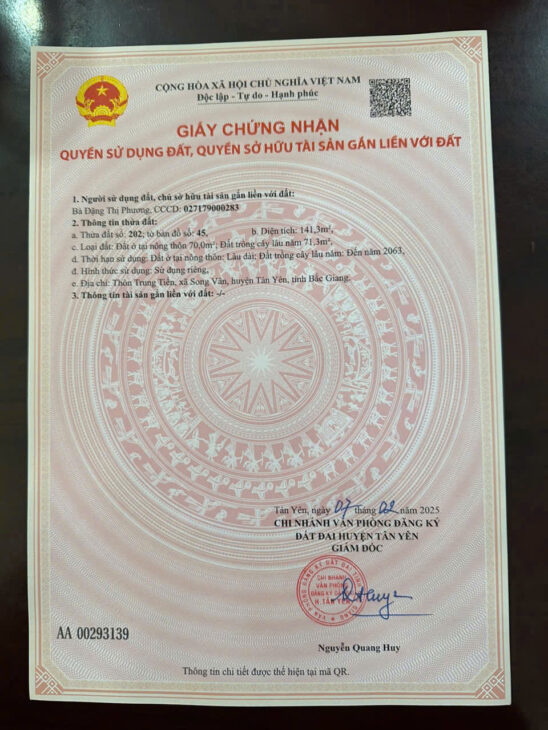 CỘNG HÒA XÃ HỘI CHỦ NGHĨA VIỆT NAM
Độc lập - Tự do - Hạnh phúc
GIẤY CHỨNG NHẬN
QUYỀN SỬ DỤNG ĐẤT, QUYỀN SỞ HỮU TÀI SẢN GẮN LIỀN VỚI ĐẤT
1. Người sử dụng đất, chủ sở hữu tài sản gắn liền với đất:
Bà Đặng Thị Phương, CCCD: 027179000283
2. Thông tin thửa đất:
a. Thửa đất số: 202; tờ bản đồ số: 45, b. Diện tích: 141,3m²,
c. Loại đất: Đất ở tại nông thôn 70,0m²; Đất trồng cây lâu năm 71,3m²,
d. Thời hạn sử dụng: Đất ở tại nông thôn: Lâu dài; Đất trồng cây lâu năm: Đến năm 2063,
đ. Hình thức sử dụng: Sử dụng riêng,
e. Địa chỉ: Thôn Trung Tiến, xã Song Vân, huyện Tân Yên, tỉnh Bắc Giang.
3. Thông tin tài sản gắn liền với đất: -/-
Tân Yên, ngày 07 tháng 02 năm 2025
CHI NHÁNH VĂN PHÒNG ĐĂNG KÝ
ĐẤT ĐAI HUYỆN TÂN YÊN
GIÁM ĐỐC
CHI NHÁNH
VĂN PHÒNG
H TÂN YÊN
Nguyễn Quang Huy
AA 00293139
Thông tin chi tiết được thể hiện tại mã QR.